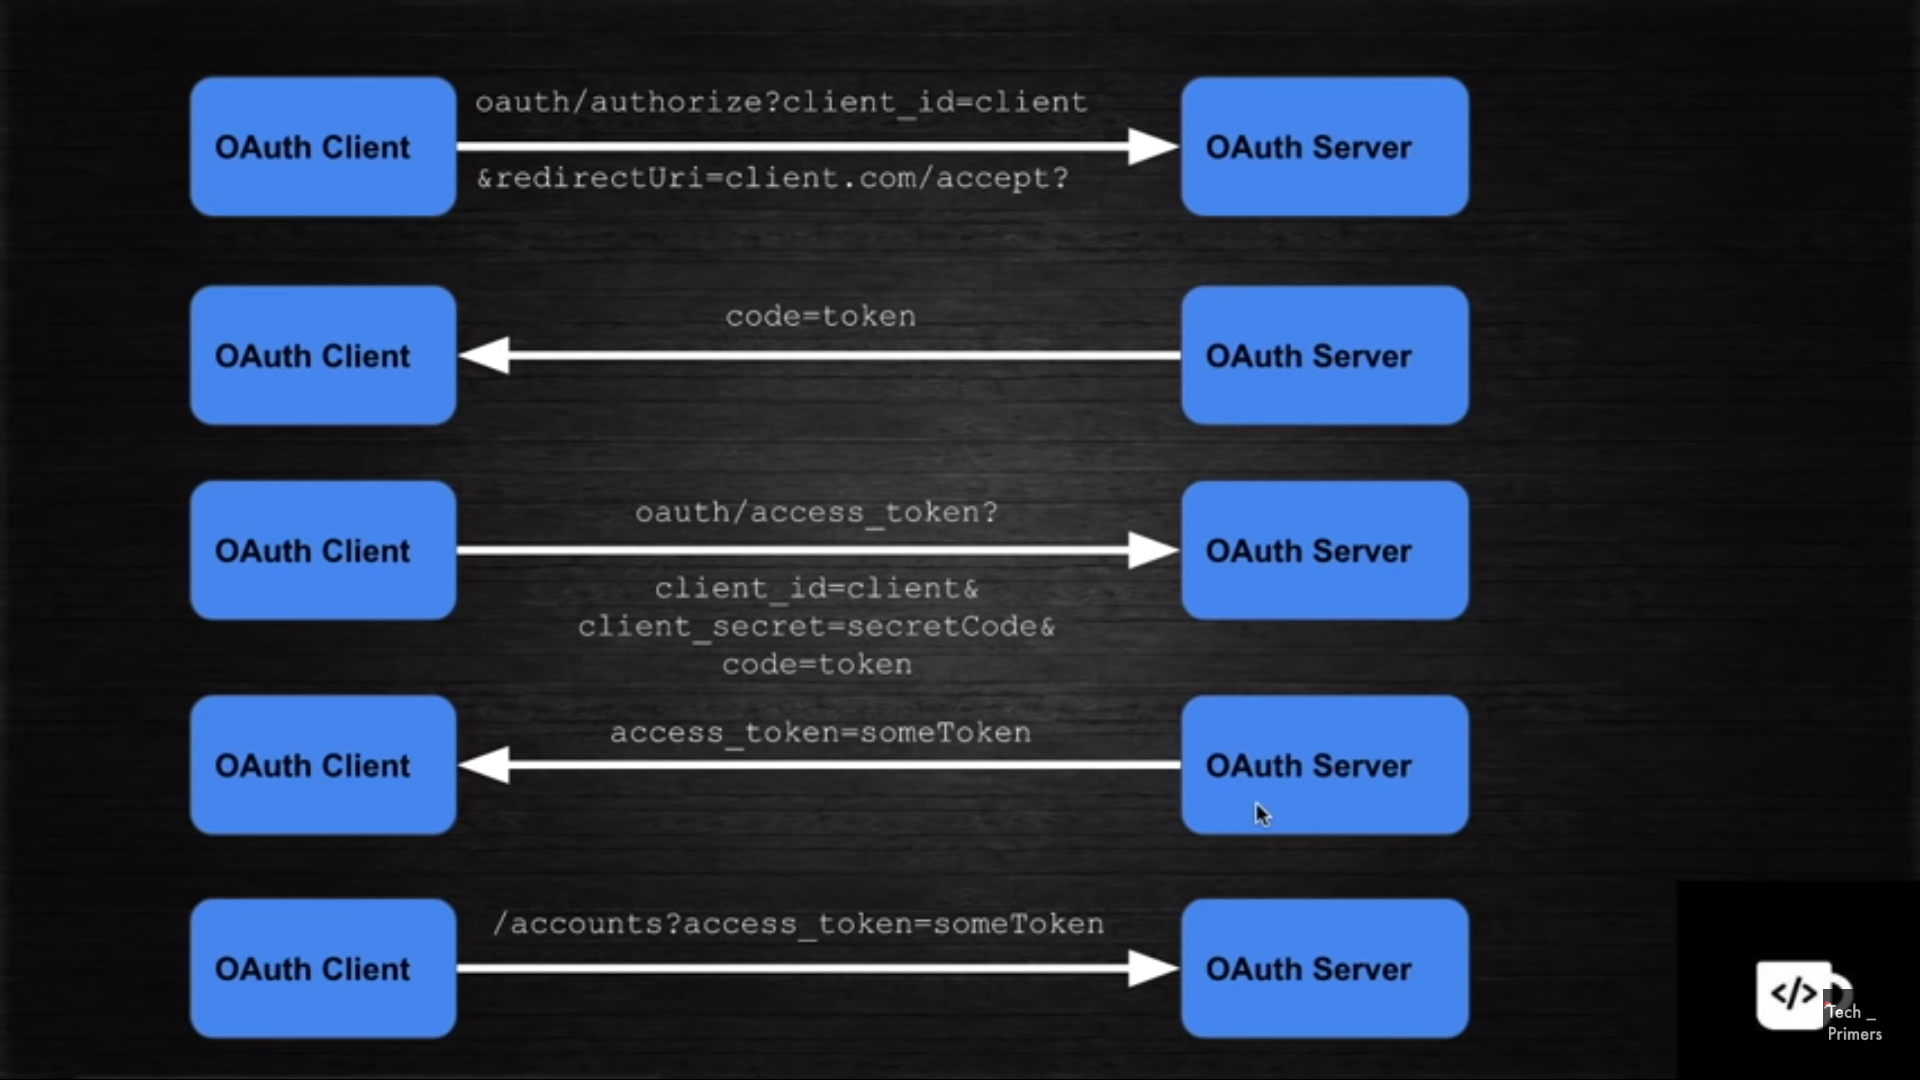 oauth/authorize?client_id=client
OAuth Client
OAuth Server
&redirectUri=client.com/accept?
code=token
OAuth Client
OAuth Server
oauth/access_token?
OAuth Client
OAuth Server
client_id=client&
client_secret=secretCode&
code=token
access_token=someToken
OAuth Client
OAuth Server
/accounts?access_token=someToken
OAuth Client
OAuth Server
</>
Tech _
Primers